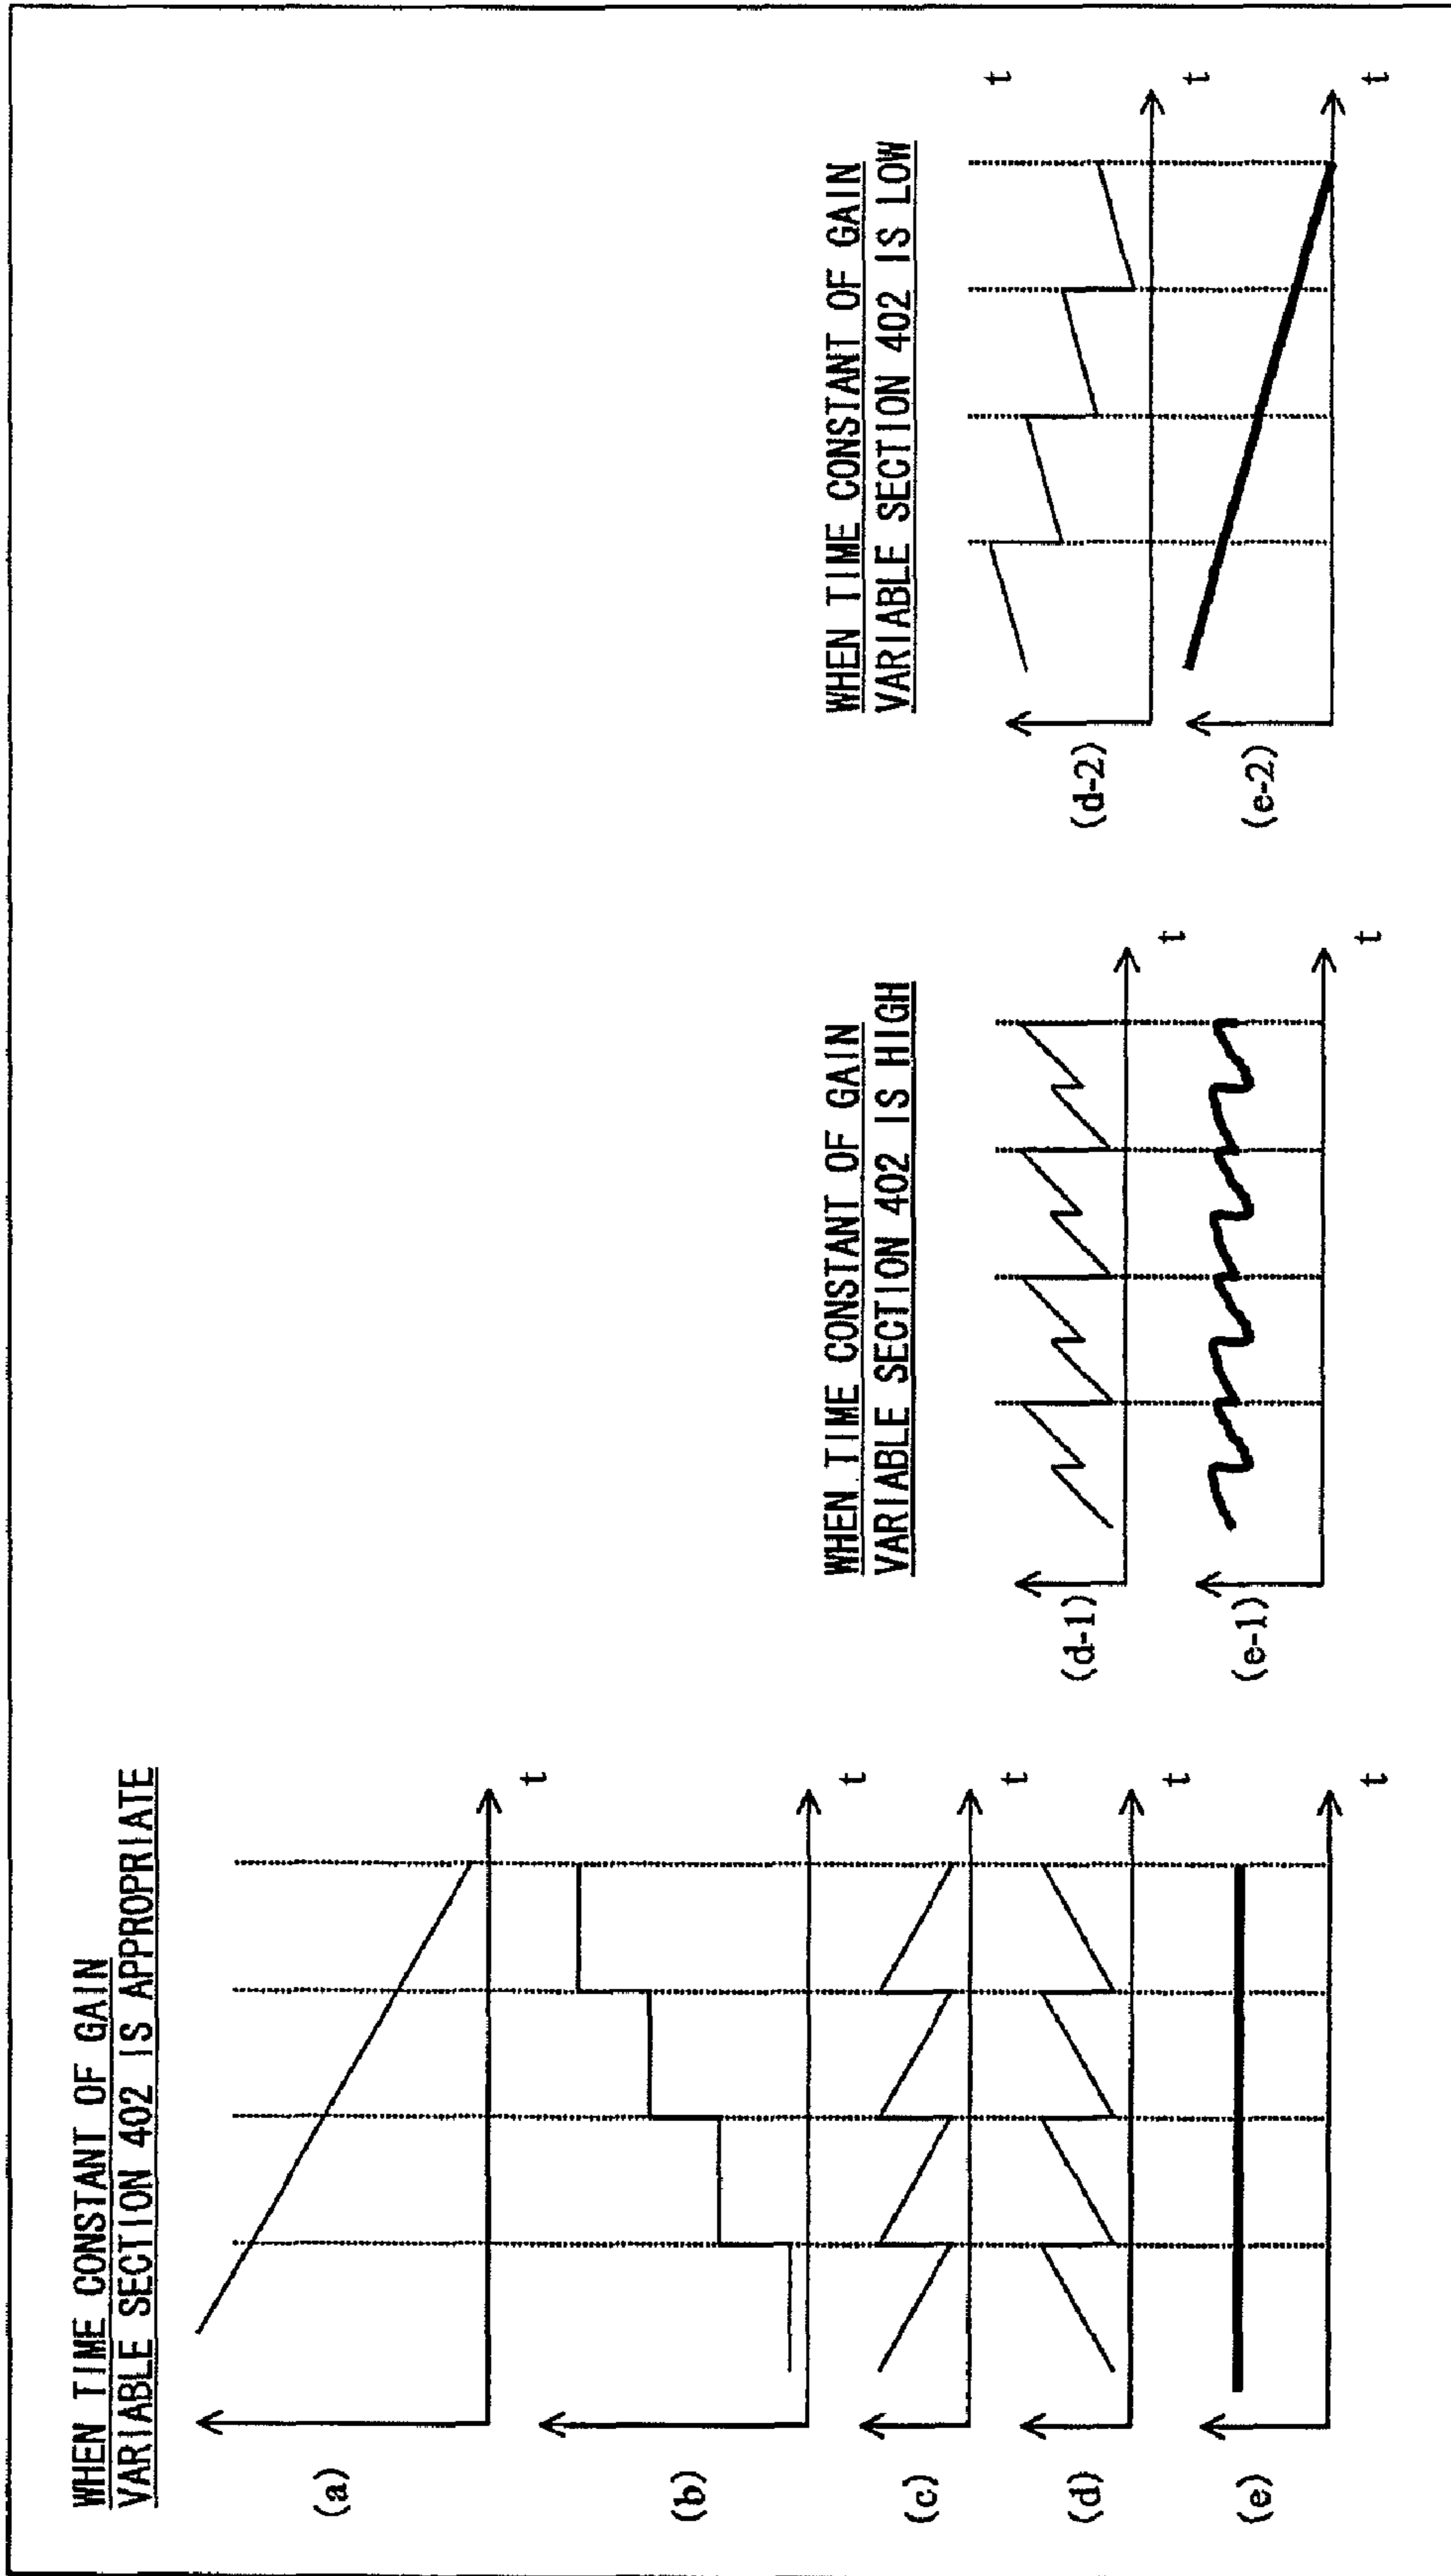 WHEN TIME CONSTANT OF GAIN
VARIABLE SECTION 402 IS APPROPRIATE
(a)
t
(b)
t
(c)
t
(d)
t
(e)
t
WHEN TIME CONSTANT OF GAIN
VARIABLE SECTION 402 IS HIGH
(d-1)
t
(e-1)
t
WHEN TIME CONSTANT OF GAIN
VARIABLE SECTION 402 IS LOW
t
(d-2)
t
(e-2)
t